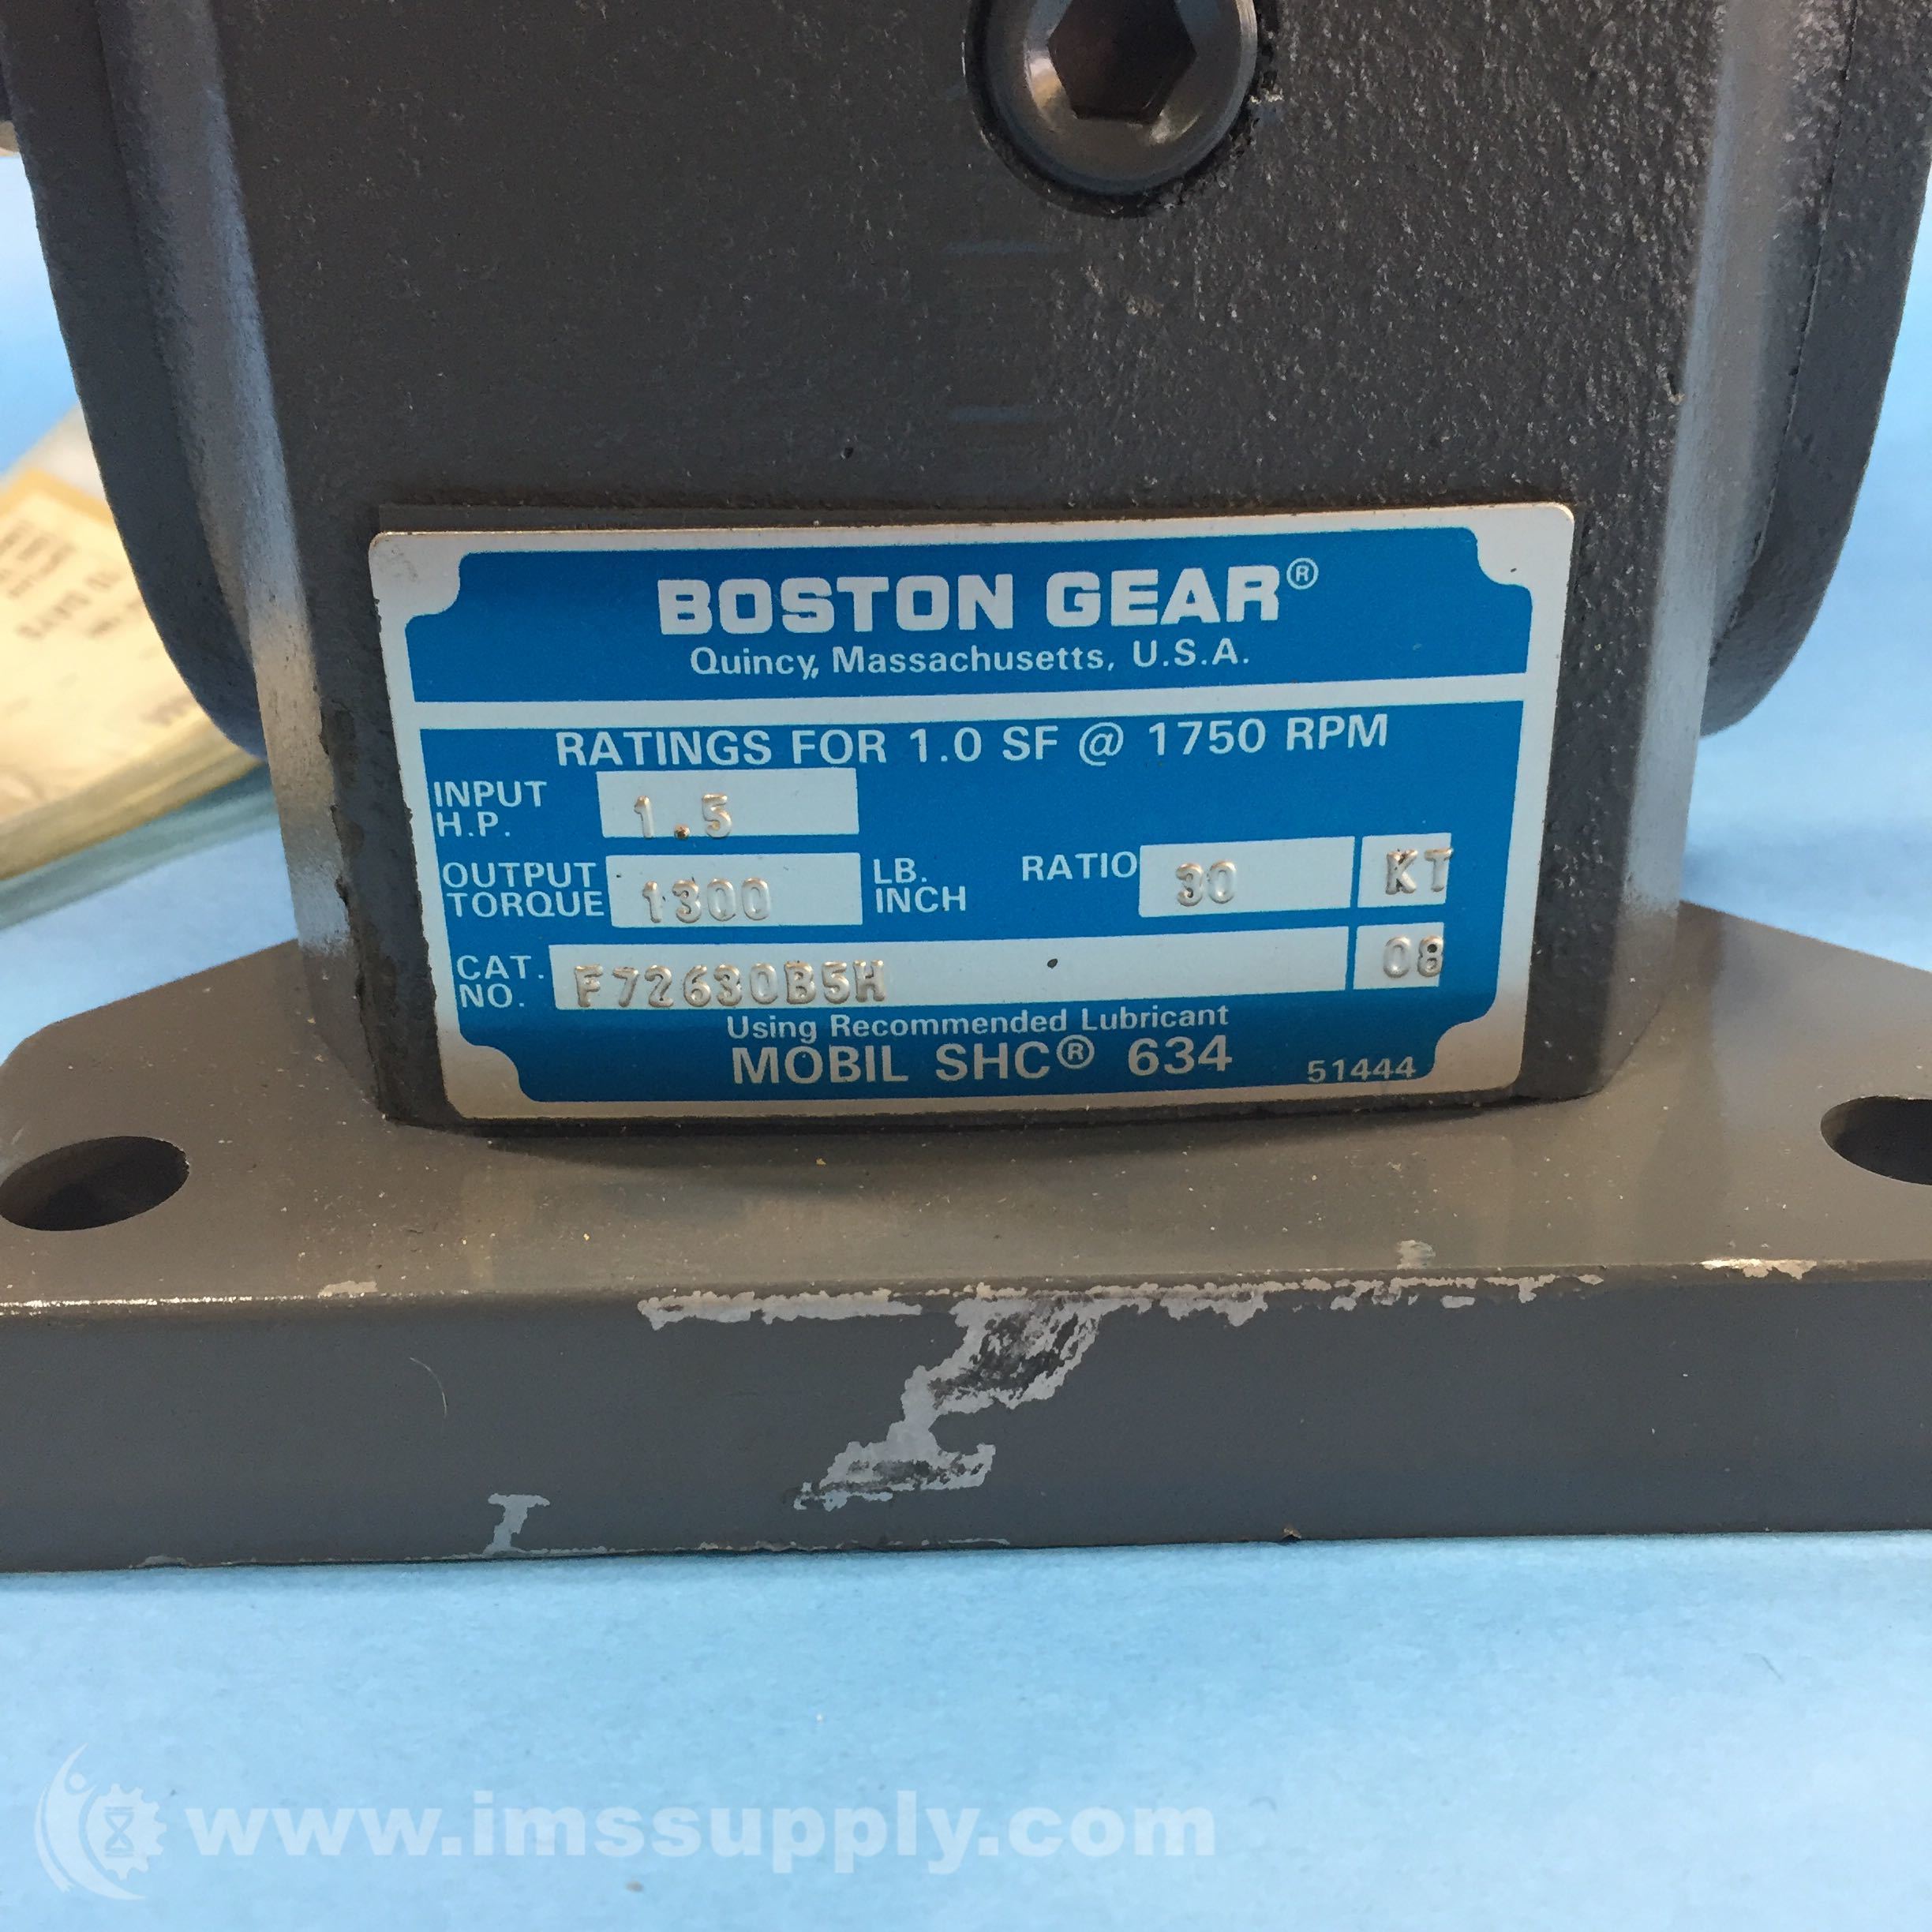 BOSTON GEAR®
Quincy, Massachusetts, U.S.A.
RATINGS FOR 1.0 SF @ 1750 RPM
INPUT H.P. 1.5
OUTPUT TORQUE 1300 LB. INCH RATIO 30 KT
CAT. NO. F72630B5H 08
Using Recommended Lubricant
MOBIL SHC® 634 51444
www.imssupply.com